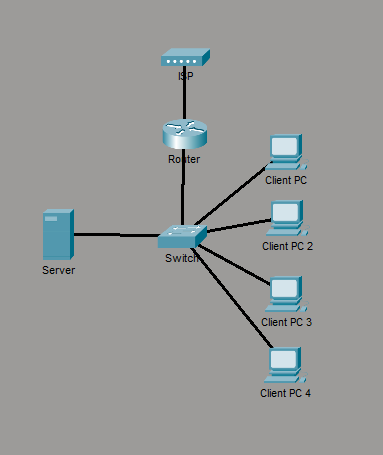 ISP
Router
Client PC
Client PC 2
Switch
Server
Client PC 3
Client PC 4